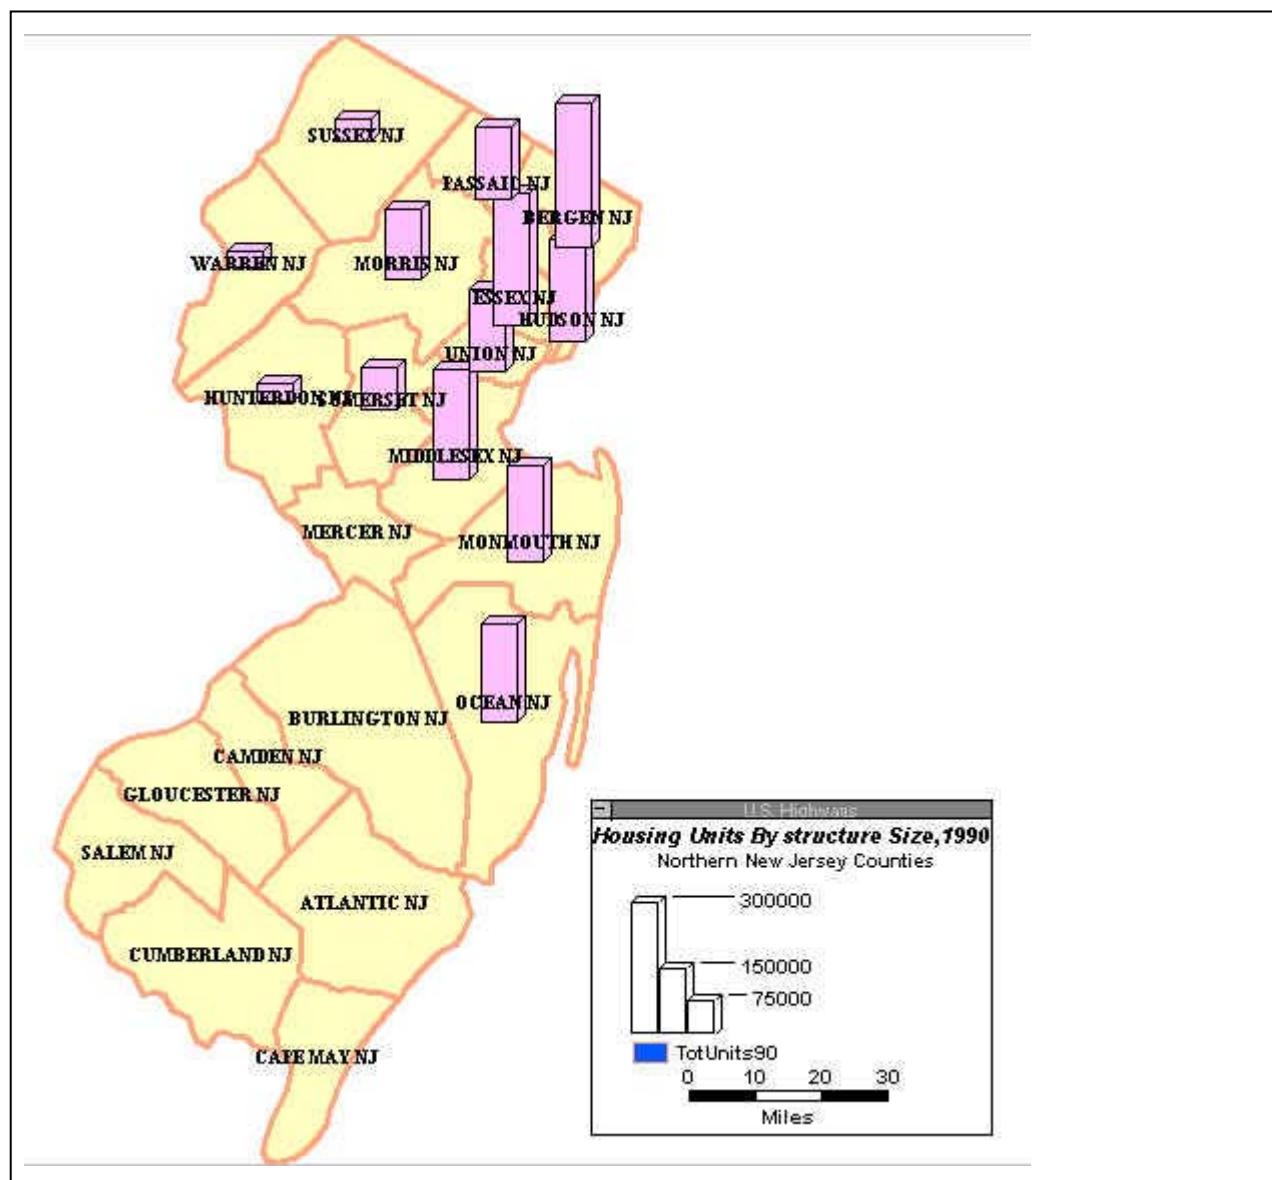 SUSSEX NJ
PASSAIC NJ
BERGEN NJ
WARREN NJ
MORRIS NJ
ESSEX NJ
HUDSON NJ
UNION NJ
HUNTERDON NJ
SOMERSET NJ
MIDDLESEX NJ
MERCER NJ
MONMOUTH NJ
OCEAN NJ
BURLINGTON NJ
CAMDEN NJ
GLOUCESTER NJ
SALEM NJ
ATLANTIC NJ
CUMBERLAND NJ
CAPE MAY NJ
U.S. Highways
Housing Units By structure Size,1990
Northern New Jersey Counties
300000
150000
75000
TotUnits90
0 10 20 30
Miles